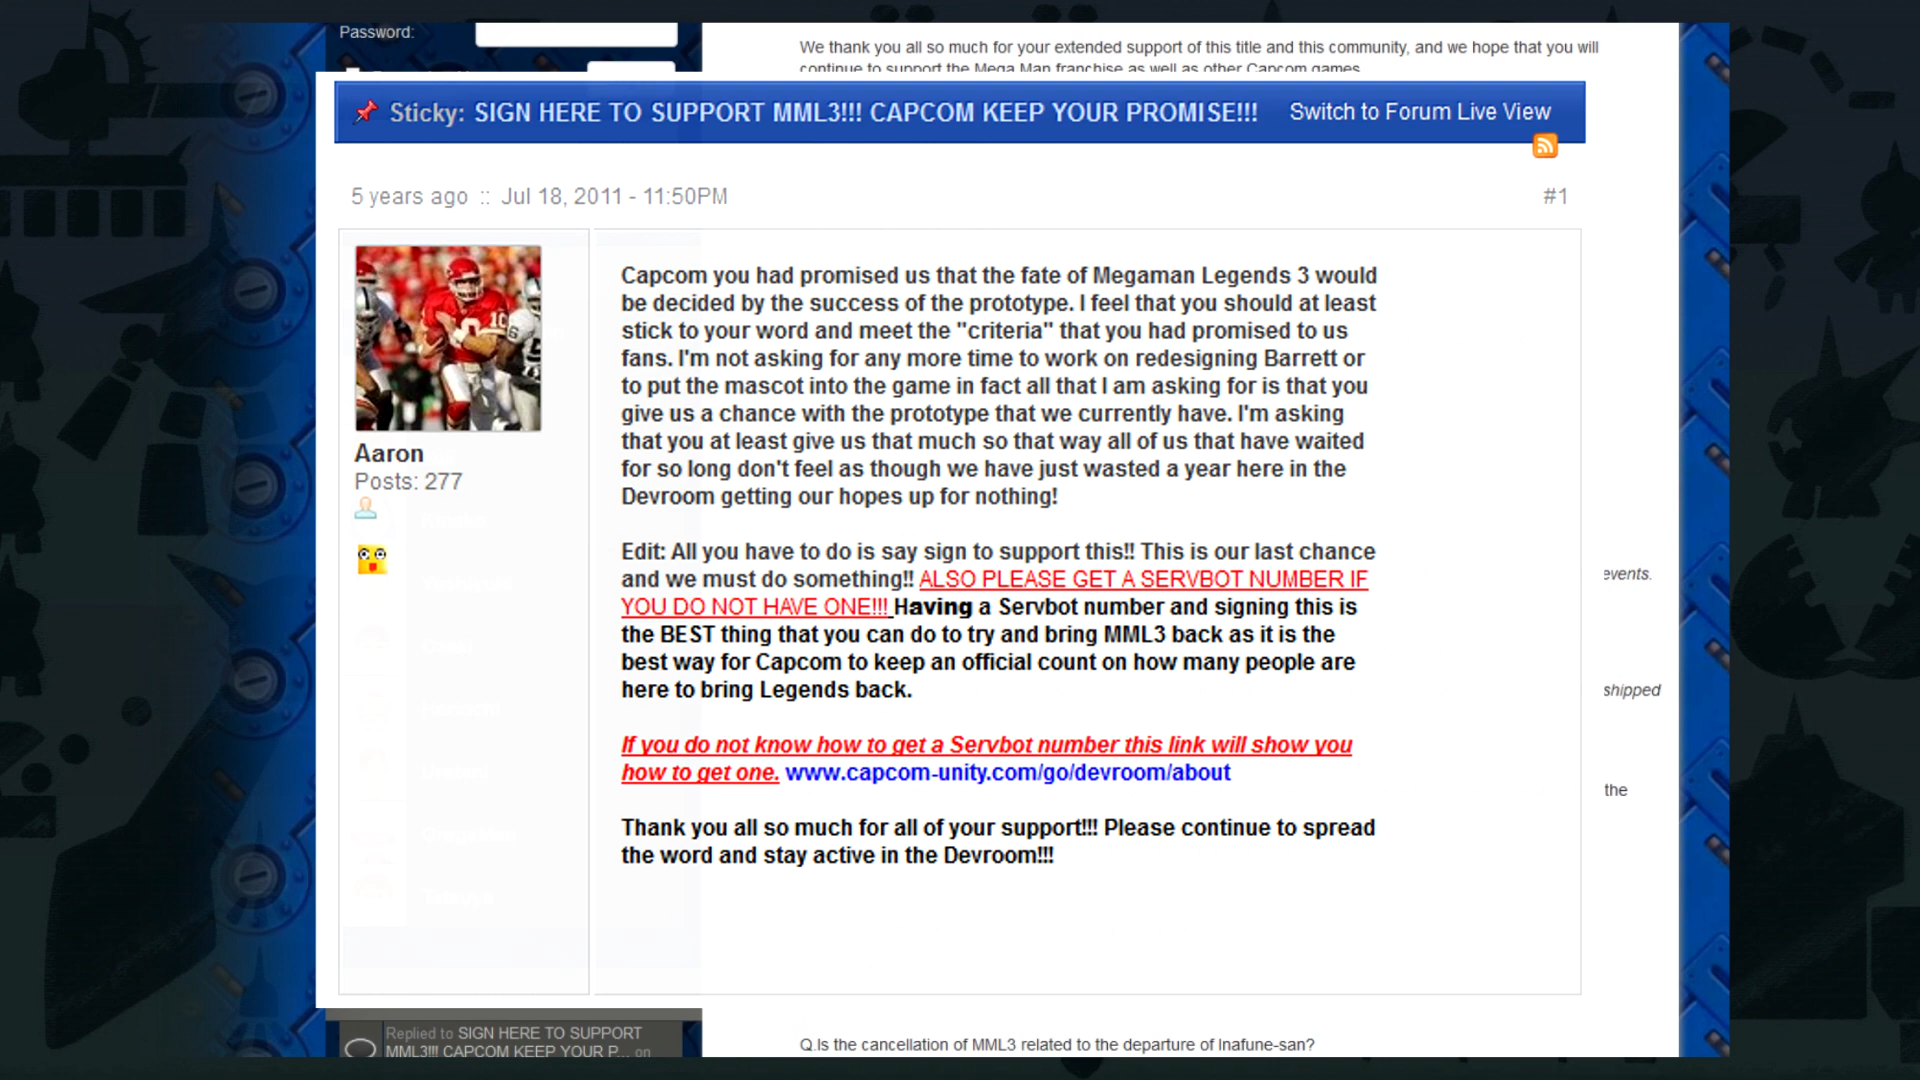 Password:
We thank you all so much for your extended support of this title and this community, and we hope that you will
continue to support the Mega Man franchise as well as other Capcom games.
Sticky: SIGN HERE TO SUPPORT MML3!!! CAPCOM KEEP YOUR PROMISE!!!
Switch to Forum Live View
5 years ago :: Jul 18, 2011 - 11:50PM
#1
Aaron
Posts: 277
Capcom you had promised us that the fate of Megaman Legends 3 would
be decided by the success of the prototype. I feel that you should at least
stick to your word and meet the "criteria" that you had promised to us
fans. I'm not asking for any more time to work on redesigning Barrett or
to put the mascot into the game in fact all that I am asking for is that you
give us a chance with the prototype that we currently have. I'm asking
that you at least give us that much so that way all of us that have waited
for so long don't feel as though we have just wasted a year here in the
Devroom getting our hopes up for nothing!
Edit: All you have to do is say sign to support this!! This is our last chance
and we must do something!! ALSO PLEASE GET A SERVBOT NUMBER IF
YOU DO NOT HAVE ONE!!! Having a Servbot number and signing this is
the BEST thing that you can do to try and bring MML3 back as it is the
best way for Capcom to keep an official count on how many people are
here to bring Legends back.
If you do not know how to get a Servbot number this link will show you
how to get one. www.capcom-unity.com/go/devroom/about
Thank you all so much for all of your support!!! Please continue to spread
the word and stay active in the Devroom!!!
events.
shipped
the
Replied to SIGN HERE TO SUPPORT
MML3!!! CAPCOM KEEP YOUR P... on
Q.Is the cancellation of MML3 related to the departure of Inafune-san?